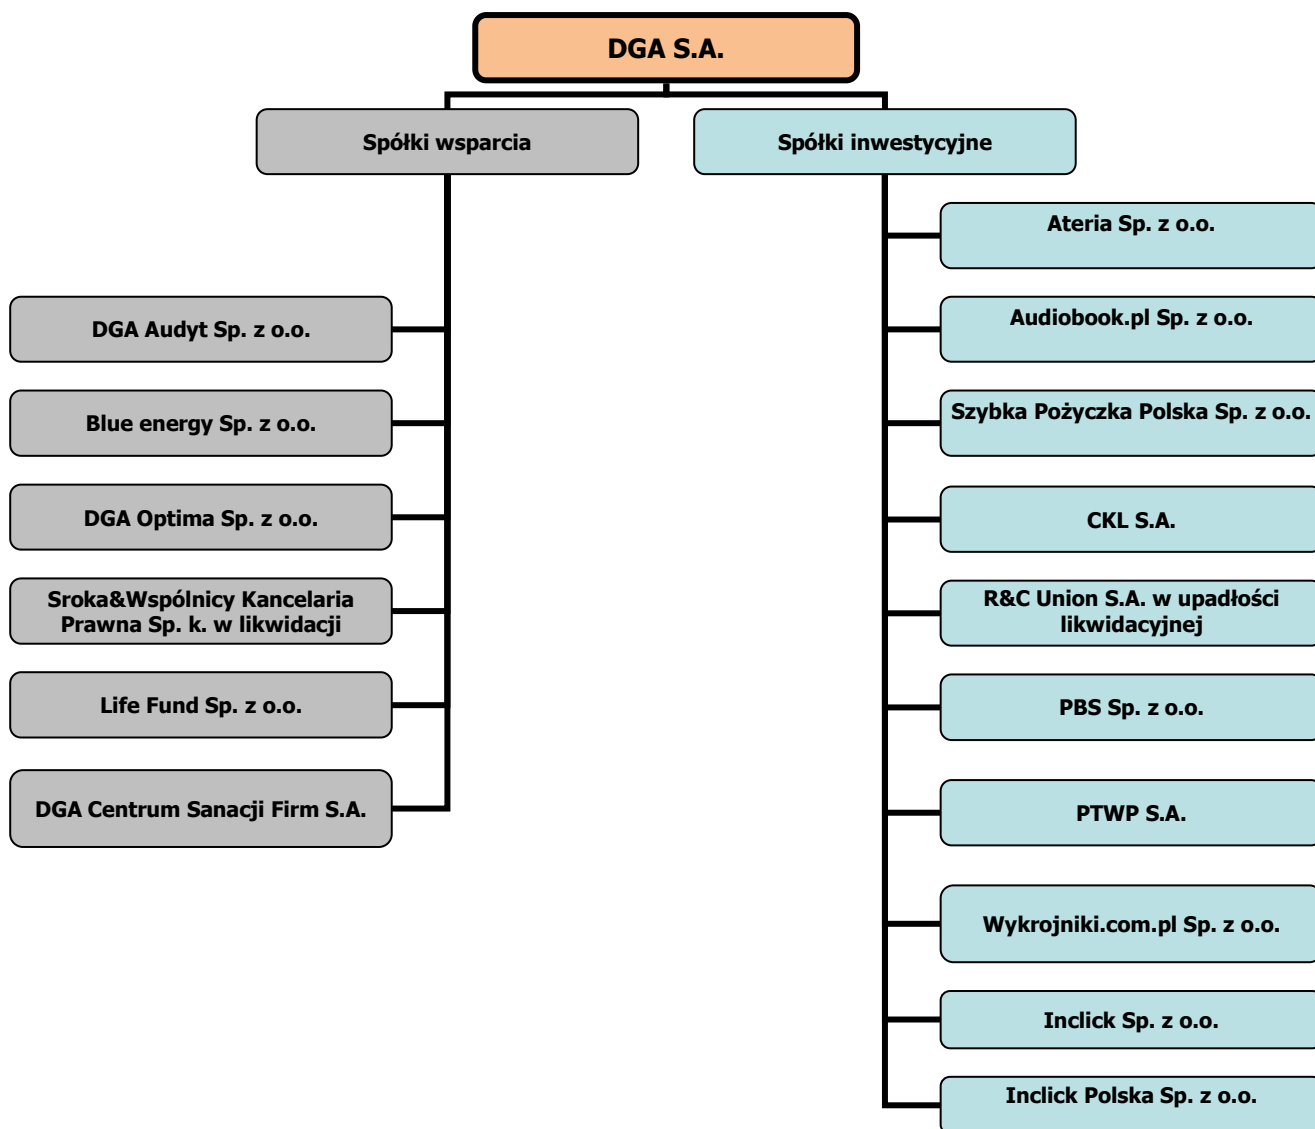 DGA S.A.
Spółki wsparcia
Spółki inwestycyjne
DGA Audyt Sp. z o.o.
Blue energy Sp. z o.o.
DGA Optima Sp. z o.o.
Sroka&Wspólnicy Kancelaria
Prawna Sp. k. w likwidacji
Life Fund Sp. z o.o.
DGA Centrum Sanacji Firm S.A.
Ateria Sp. z o.o.
Audiobook.pl Sp. z o.o.
Szybka Pożyczka Polska Sp. z o.o.
CKL S.A.
R&C Union S.A. w upadłości
likwidacyjnej
PBS Sp. z o.o.
PTWP S.A.
Wykrojniki.com.pl Sp. z o.o.
Inclick Sp. z o.o.
Inclick Polska Sp. z o.o.